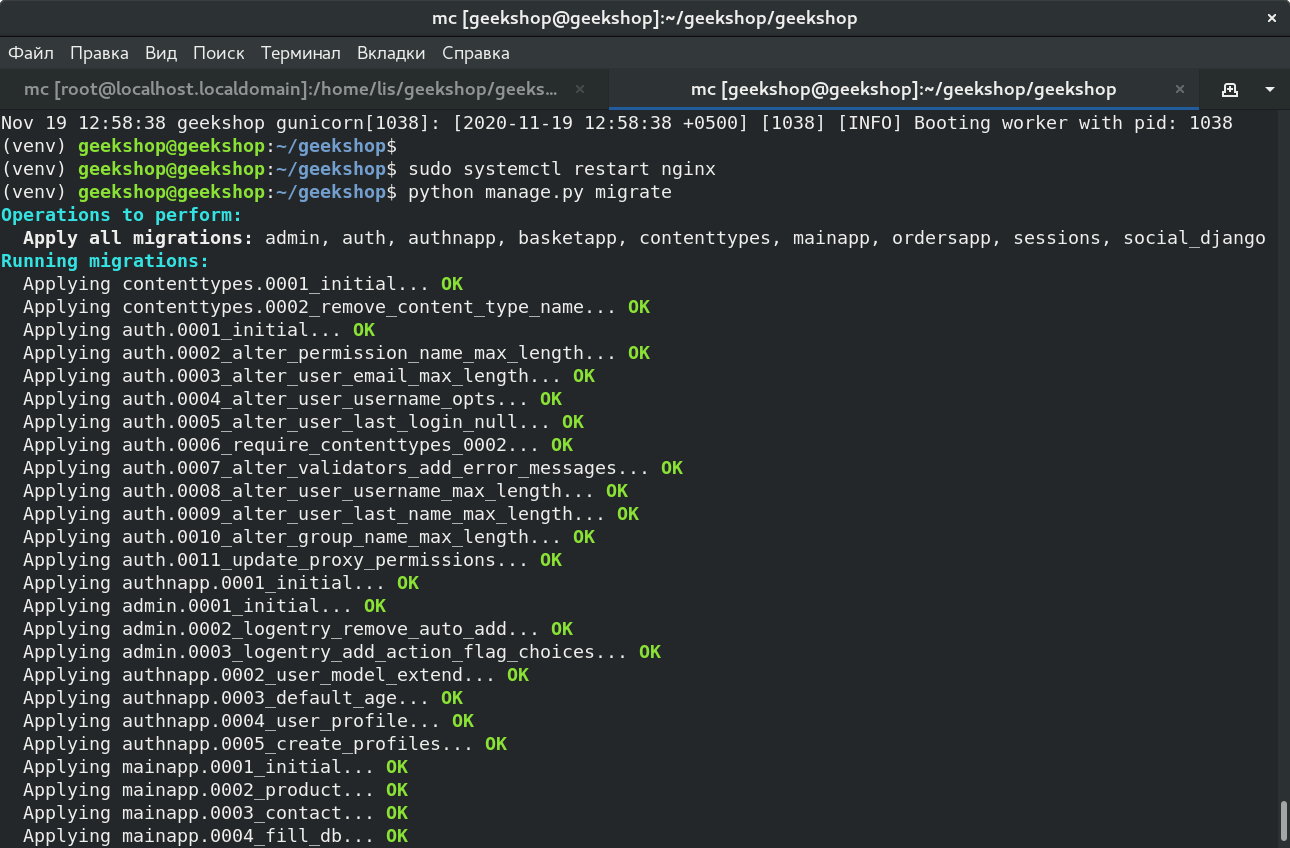 mc [geekshop@geekshop]:~/geekshop/geekshop
Файл Правка Вид Поиск Терминал Вкладки Справка
mc [root@localhost.localdomain]:/home/lis/geekshop/geeks... mc [geekshop@geekshop]:~/geekshop/geekshop
Nov 19 12:58:38 geekshop gunicorn[1038]: [2020-11-19 12:58:38 +0500] [1038] [INFO] Booting worker with pid: 1038
(venv) geekshop@geekshop:~/geekshop$
(venv) geekshop@geekshop:~/geekshop$ sudo systemctl restart nginx
(venv) geekshop@geekshop:~/geekshop$ python manage.py migrate
Operations to perform:
  Apply all migrations: admin, auth, authnapp, basketapp, contenttypes, mainapp, ordersapp, sessions, social_django
Running migrations:
  Applying contenttypes.0001_initial... OK
  Applying contenttypes.0002_remove_content_type_name... OK
  Applying auth.0001_initial... OK
  Applying auth.0002_alter_permission_name_max_length... OK
  Applying auth.0003_alter_user_email_max_length... OK
  Applying auth.0004_alter_user_username_opts... OK
  Applying auth.0005_alter_user_last_login_null... OK
  Applying auth.0006_require_contenttypes_0002... OK
  Applying auth.0007_alter_validators_add_error_messages... OK
  Applying auth.0008_alter_user_username_max_length... OK
  Applying auth.0009_alter_user_last_name_max_length... OK
  Applying auth.0010_alter_group_name_max_length... OK
  Applying auth.0011_update_proxy_permissions... OK
  Applying authnapp.0001_initial... OK
  Applying admin.0001_initial... OK
  Applying admin.0002_logentry_remove_auto_add... OK
  Applying admin.0003_logentry_add_action_flag_choices... OK
  Applying authnapp.0002_user_model_extend... OK
  Applying authnapp.0003_default_age... OK
  Applying authnapp.0004_user_profile... OK
  Applying authnapp.0005_create_profiles... OK
  Applying mainapp.0001_initial... OK
  Applying mainapp.0002_product... OK
  Applying mainapp.0003_contact... OK
  Applying mainapp.0004_fill_db... OK